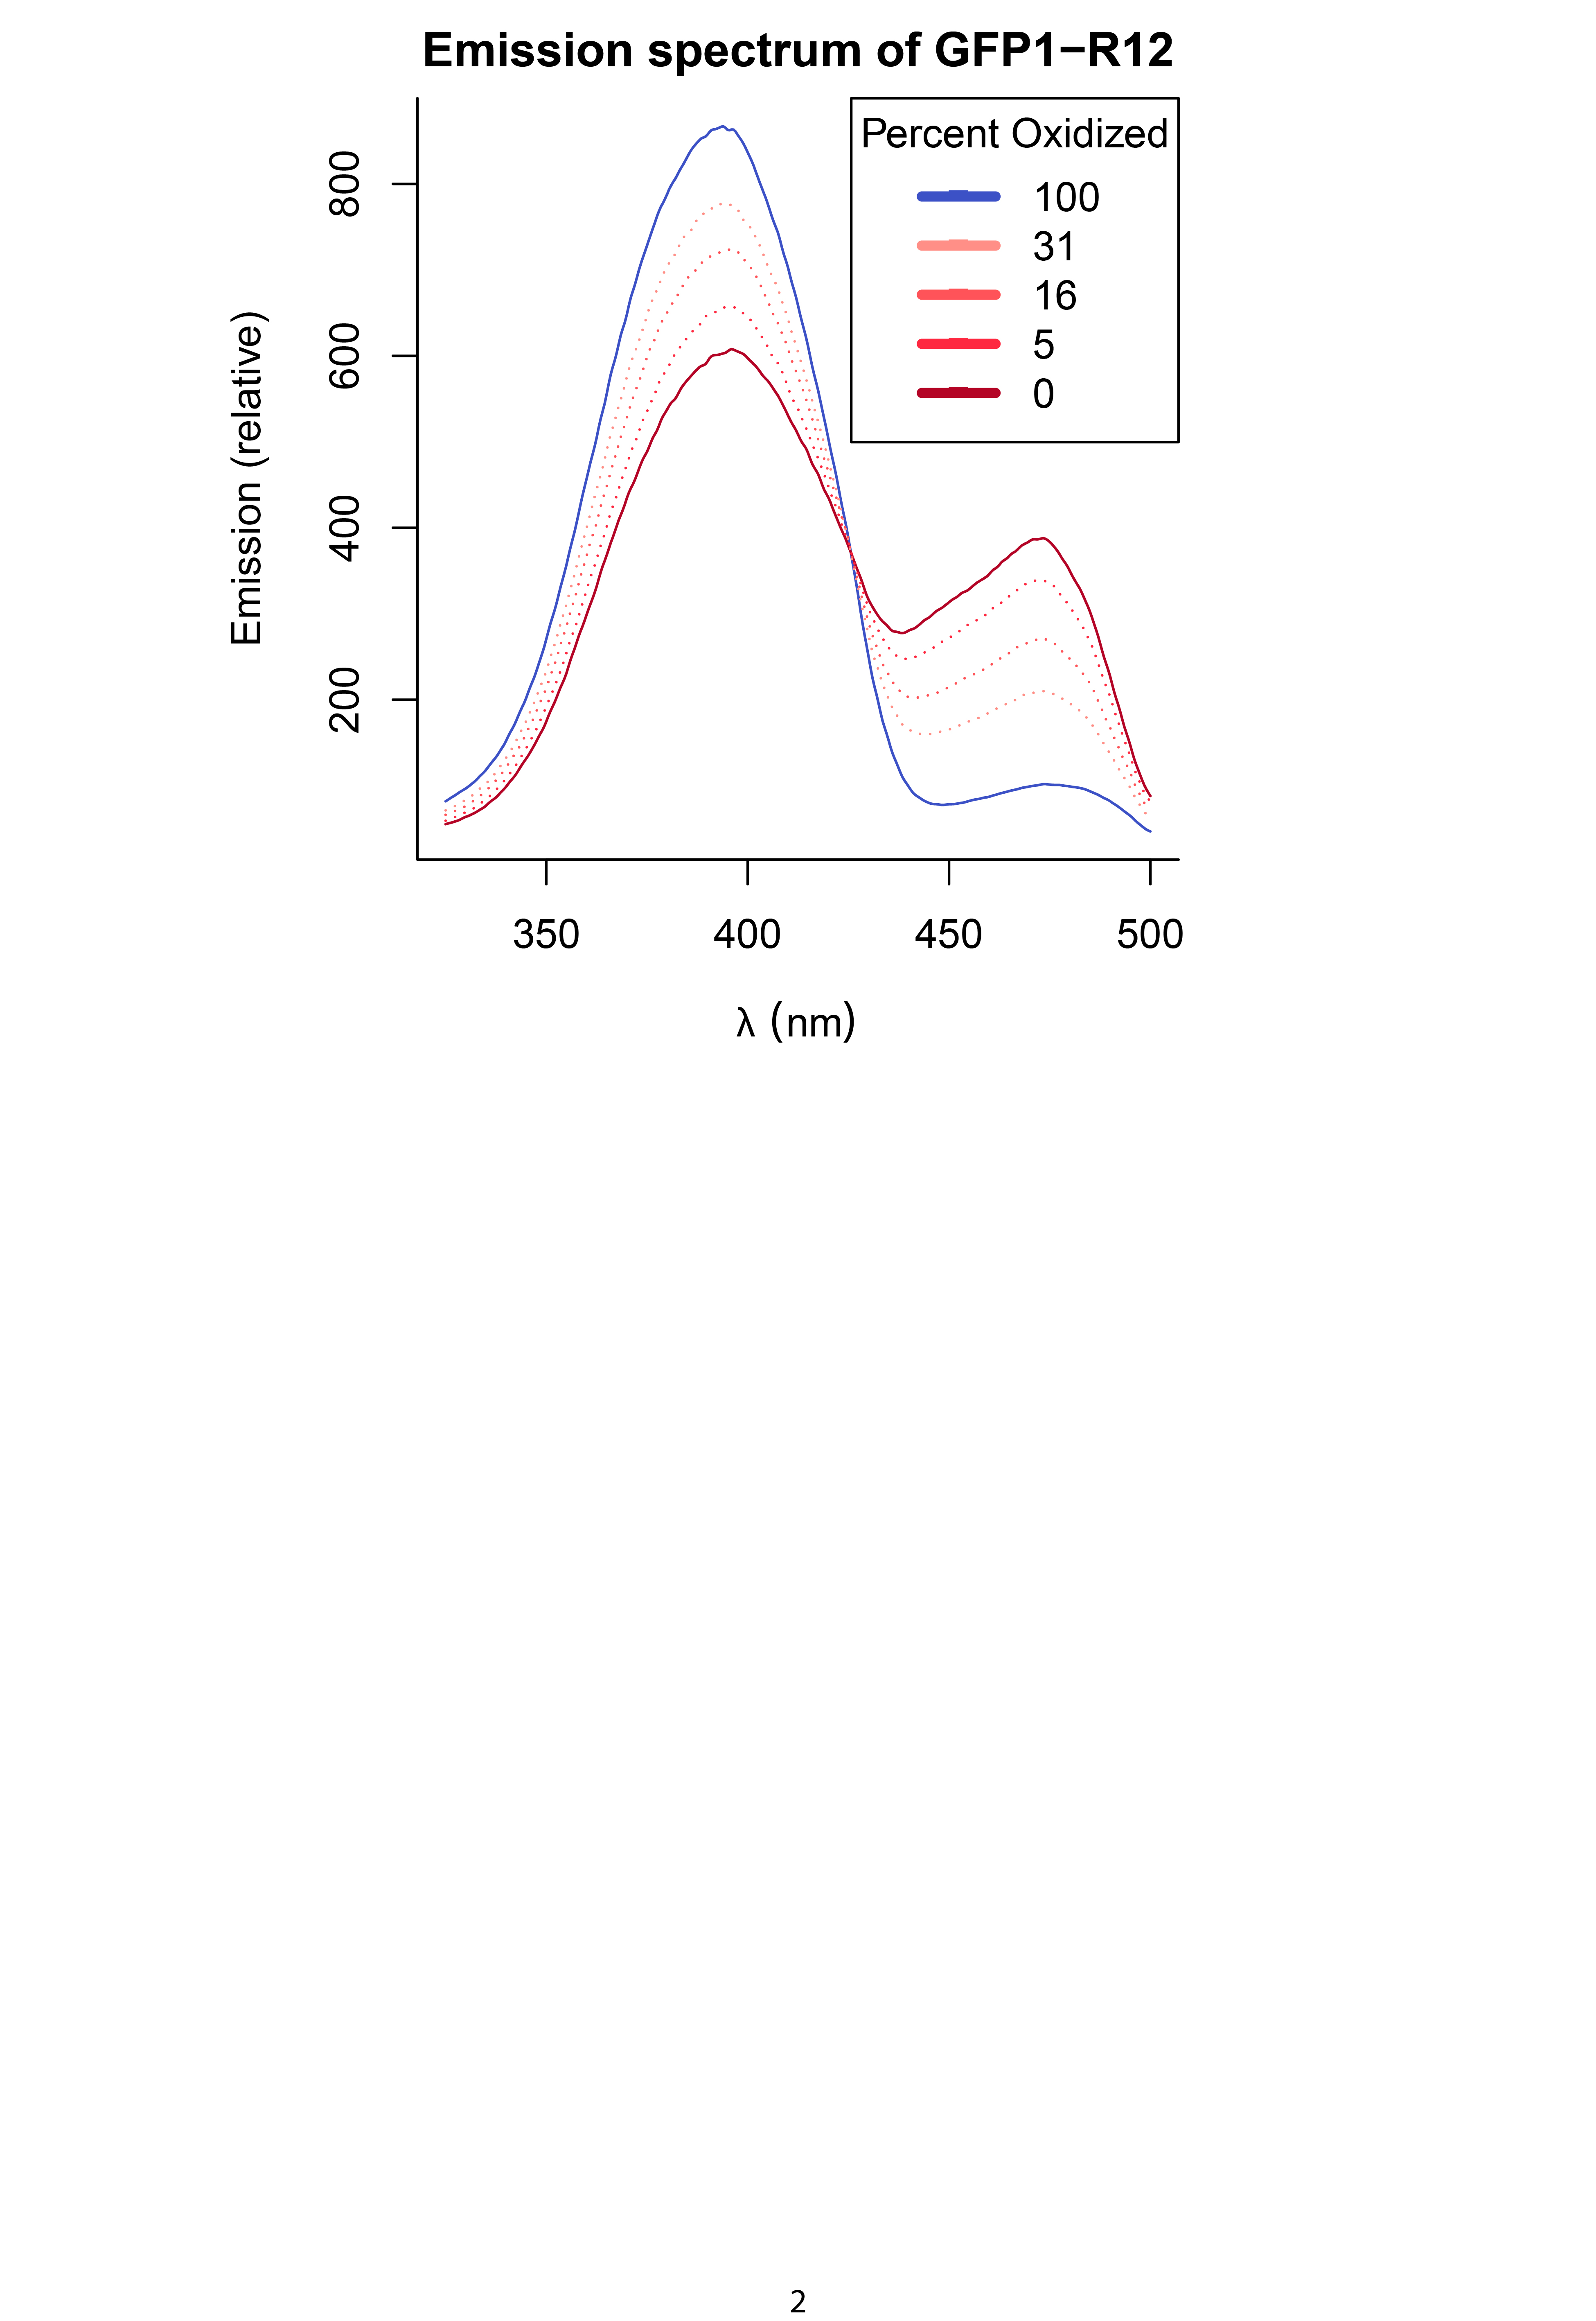 Emission spectrum of GFP1−R12
Percent Oxidized
100
31
16
5
0
Emission (relative)
800
600
400
200
350 400 450 500
λ (nm)
2